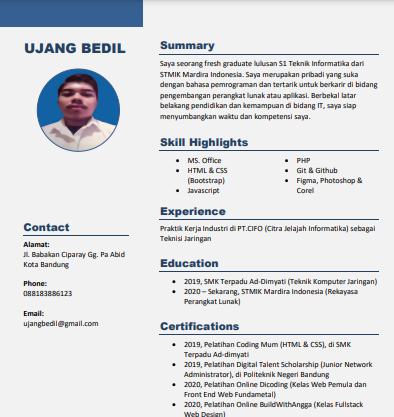 UJANG BEDIL
Contact
Alamat:
Jl. Babakan Ciparay Gg. Pa Abid
Kota Bandung
Phone:
088183886123
Email:
ujangbedil@gmail.com
Summary
Saya seorang fresh graduate lulusan S1 Teknik Informatika dari
STMIK Mardira Indonesia. Saya merupakan pribadi yang suka
dengan bahasa pemrograman dan tertarik untuk berkarir di bidang
pengembangan perangkat lunak atau aplikasi. Berbekal latar
belakang pendidikan dan kemampuan di bidang IT, saya siap
menyumbangkan waktu dan kompetensi saya.
Skill Highlights
• MS. Office
• HTML & CSS
(Bootstrap)
• Javascript
• PHP
• Git & Github
• Figma, Photoshop &
Corel
Experience
Praktik Kerja Industri di PT.CIFO (Citra Jelajah Informatika) sebagai
Teknisi Jaringan
Education
• 2019, SMK Terpadu Ad-Dimyati (Teknik Komputer Jaringan)
• 2020 – Sekarang, STMIK Mardira Indonesia (Rekayasa
Perangkat Lunak)
Certifications
• 2019, Pelatihan Coding Mum (HTML & CSS), di SMK
Terpadu Ad-dimyati
• 2019, Pelatihan Digital Talent Scholarship (Junior Network
Administrator), di Politeknik Negeri Bandung
• 2020, Pelatihan Online Dicoding (Kelas Web Pemula dan
Front End Web Fundametal)
• 2020, Pelatihan Online BuildWithAngga (Kelas Fullstack
Web Design)